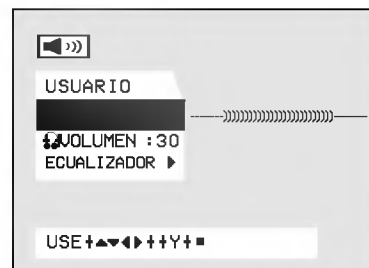 USUARIO
VOLUMEN :30
ECUALIZADOR ▶
USE ♦▲▼◀▶♦♦Y♦■